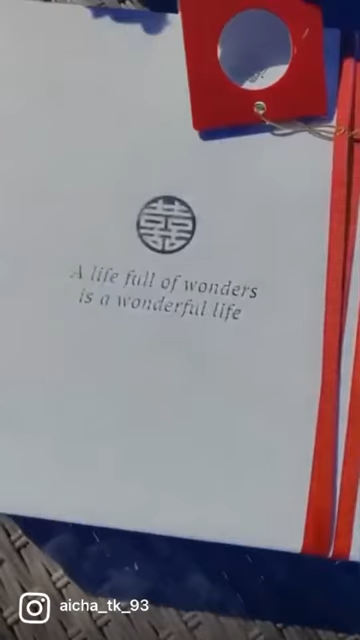 囍
A life full of wonders
is a wonderful life
aicha_tk_93